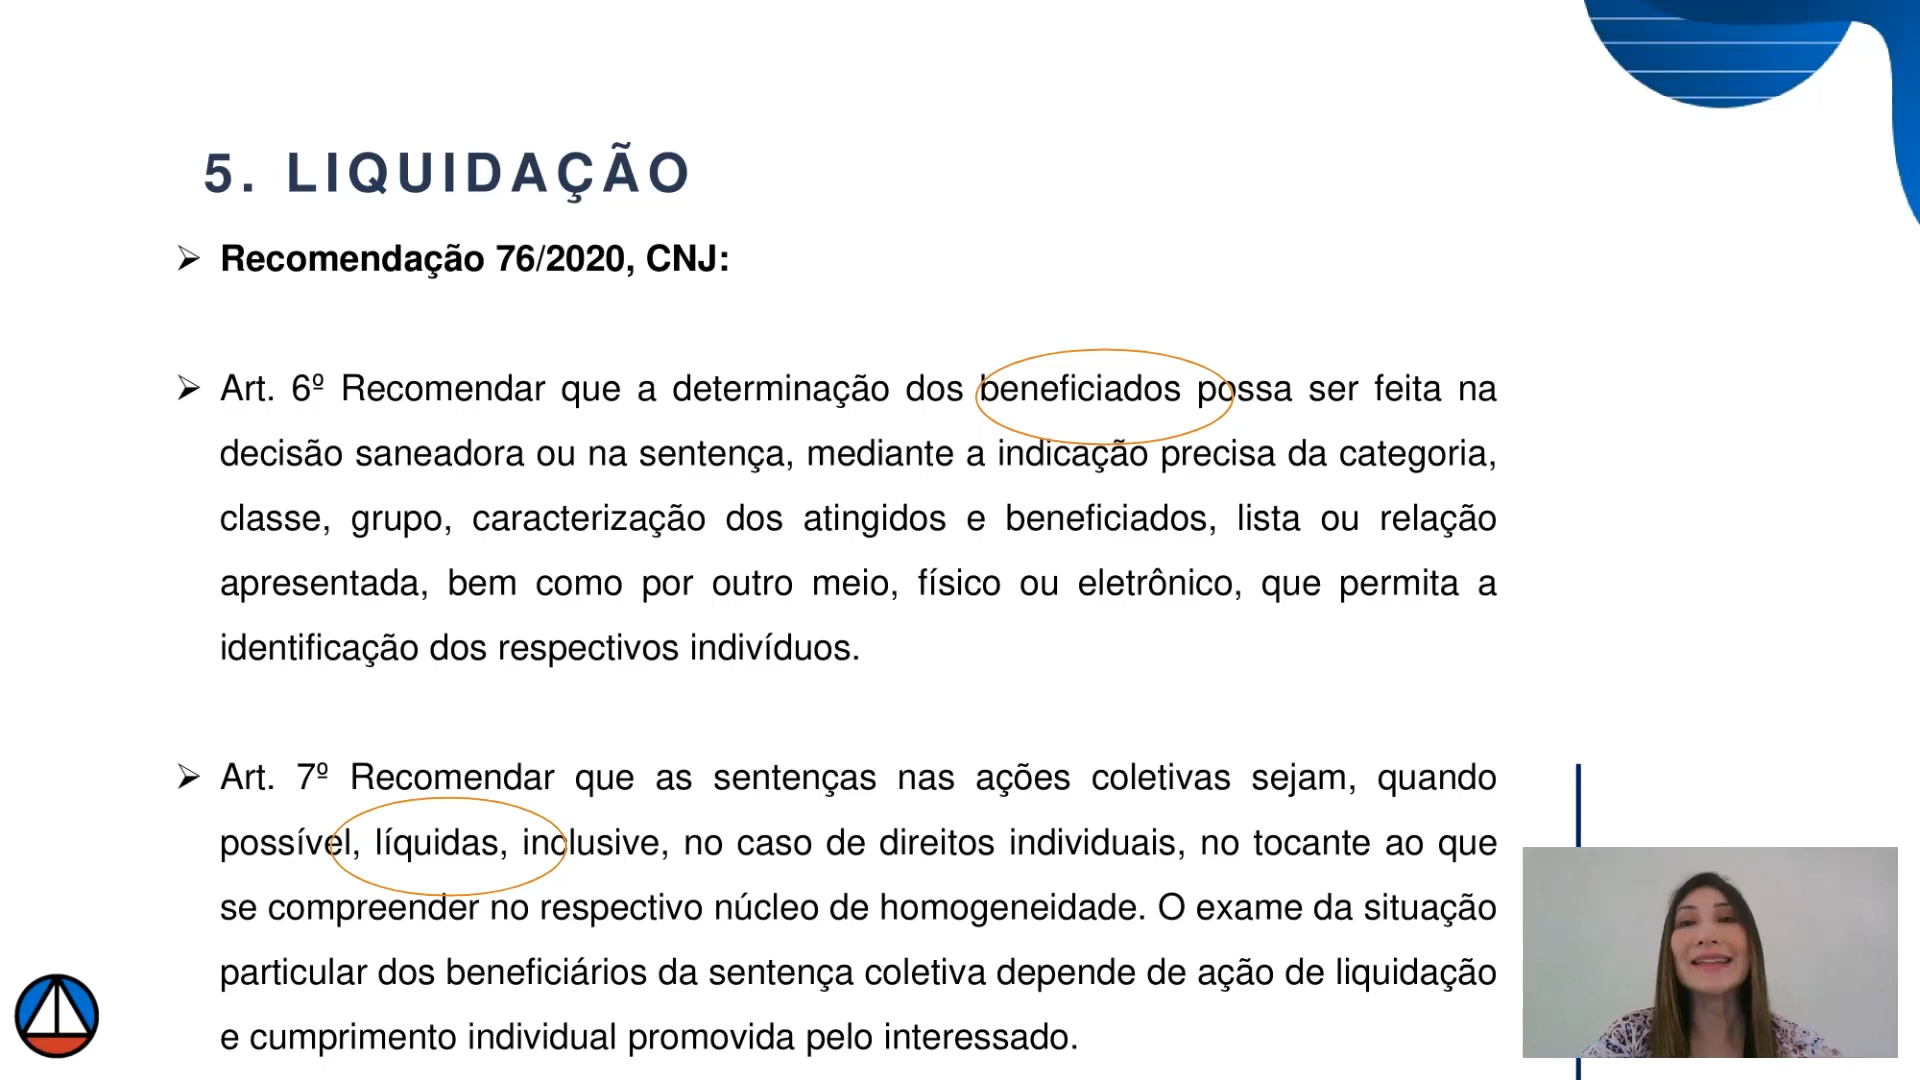 5. LIQUIDAÇÃO
➢ Recomendação 76/2020, CNJ:
➢ Art. 6º Recomendar que a determinação dos beneficiados possa ser feita na
decisão saneadora ou na sentença, mediante a indicação precisa da categoria,
classe, grupo, caracterização dos atingidos e beneficiados, lista ou relação
apresentada, bem como por outro meio, físico ou eletrônico, que permita a
identificação dos respectivos indivíduos.
➢ Art. 7º Recomendar que as sentenças nas ações coletivas sejam, quando
possível, líquidas, inclusive, no caso de direitos individuais, no tocante ao que
se compreender no respectivo núcleo de homogeneidade. O exame da situação
particular dos beneficiários da sentença coletiva depende de ação de liquidação
e cumprimento individual promovida pelo interessado.